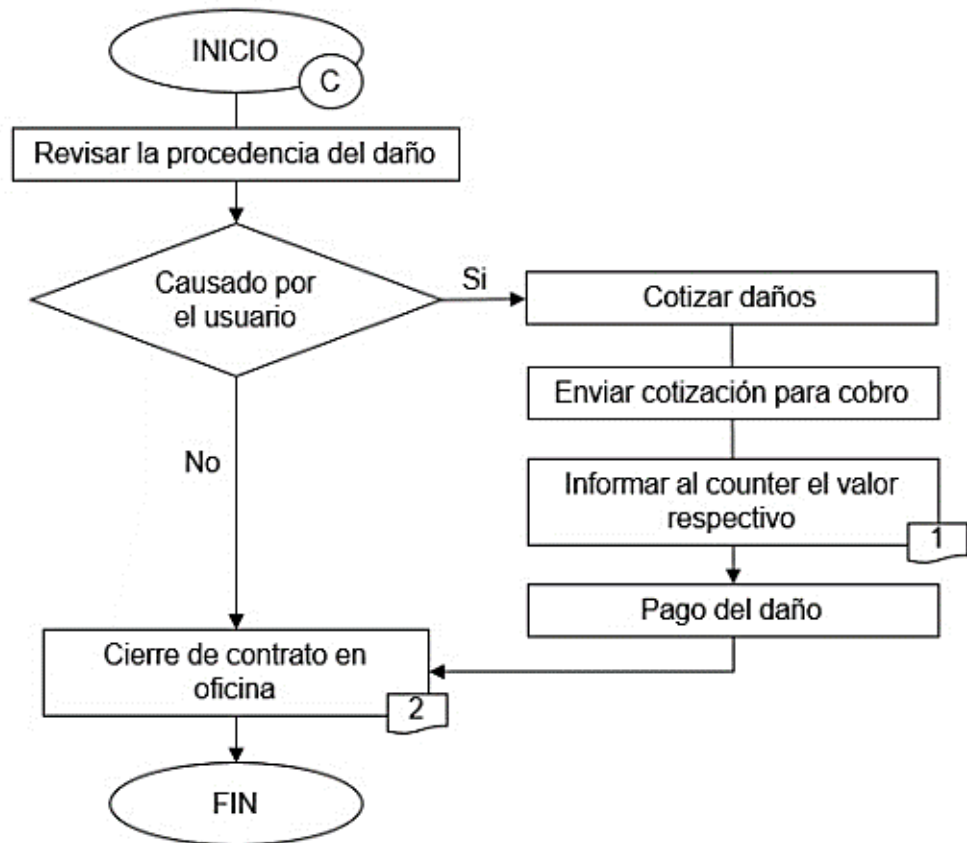 INICIO
C
Revisar la procedencia del daño
Causado por
el usuario
Si
Cotizar daños
Enviar cotización para cobro
No
Informar al counter el valor
respectivo
1
Pago del daño
Cierre de contrato en
oficina
2
FIN